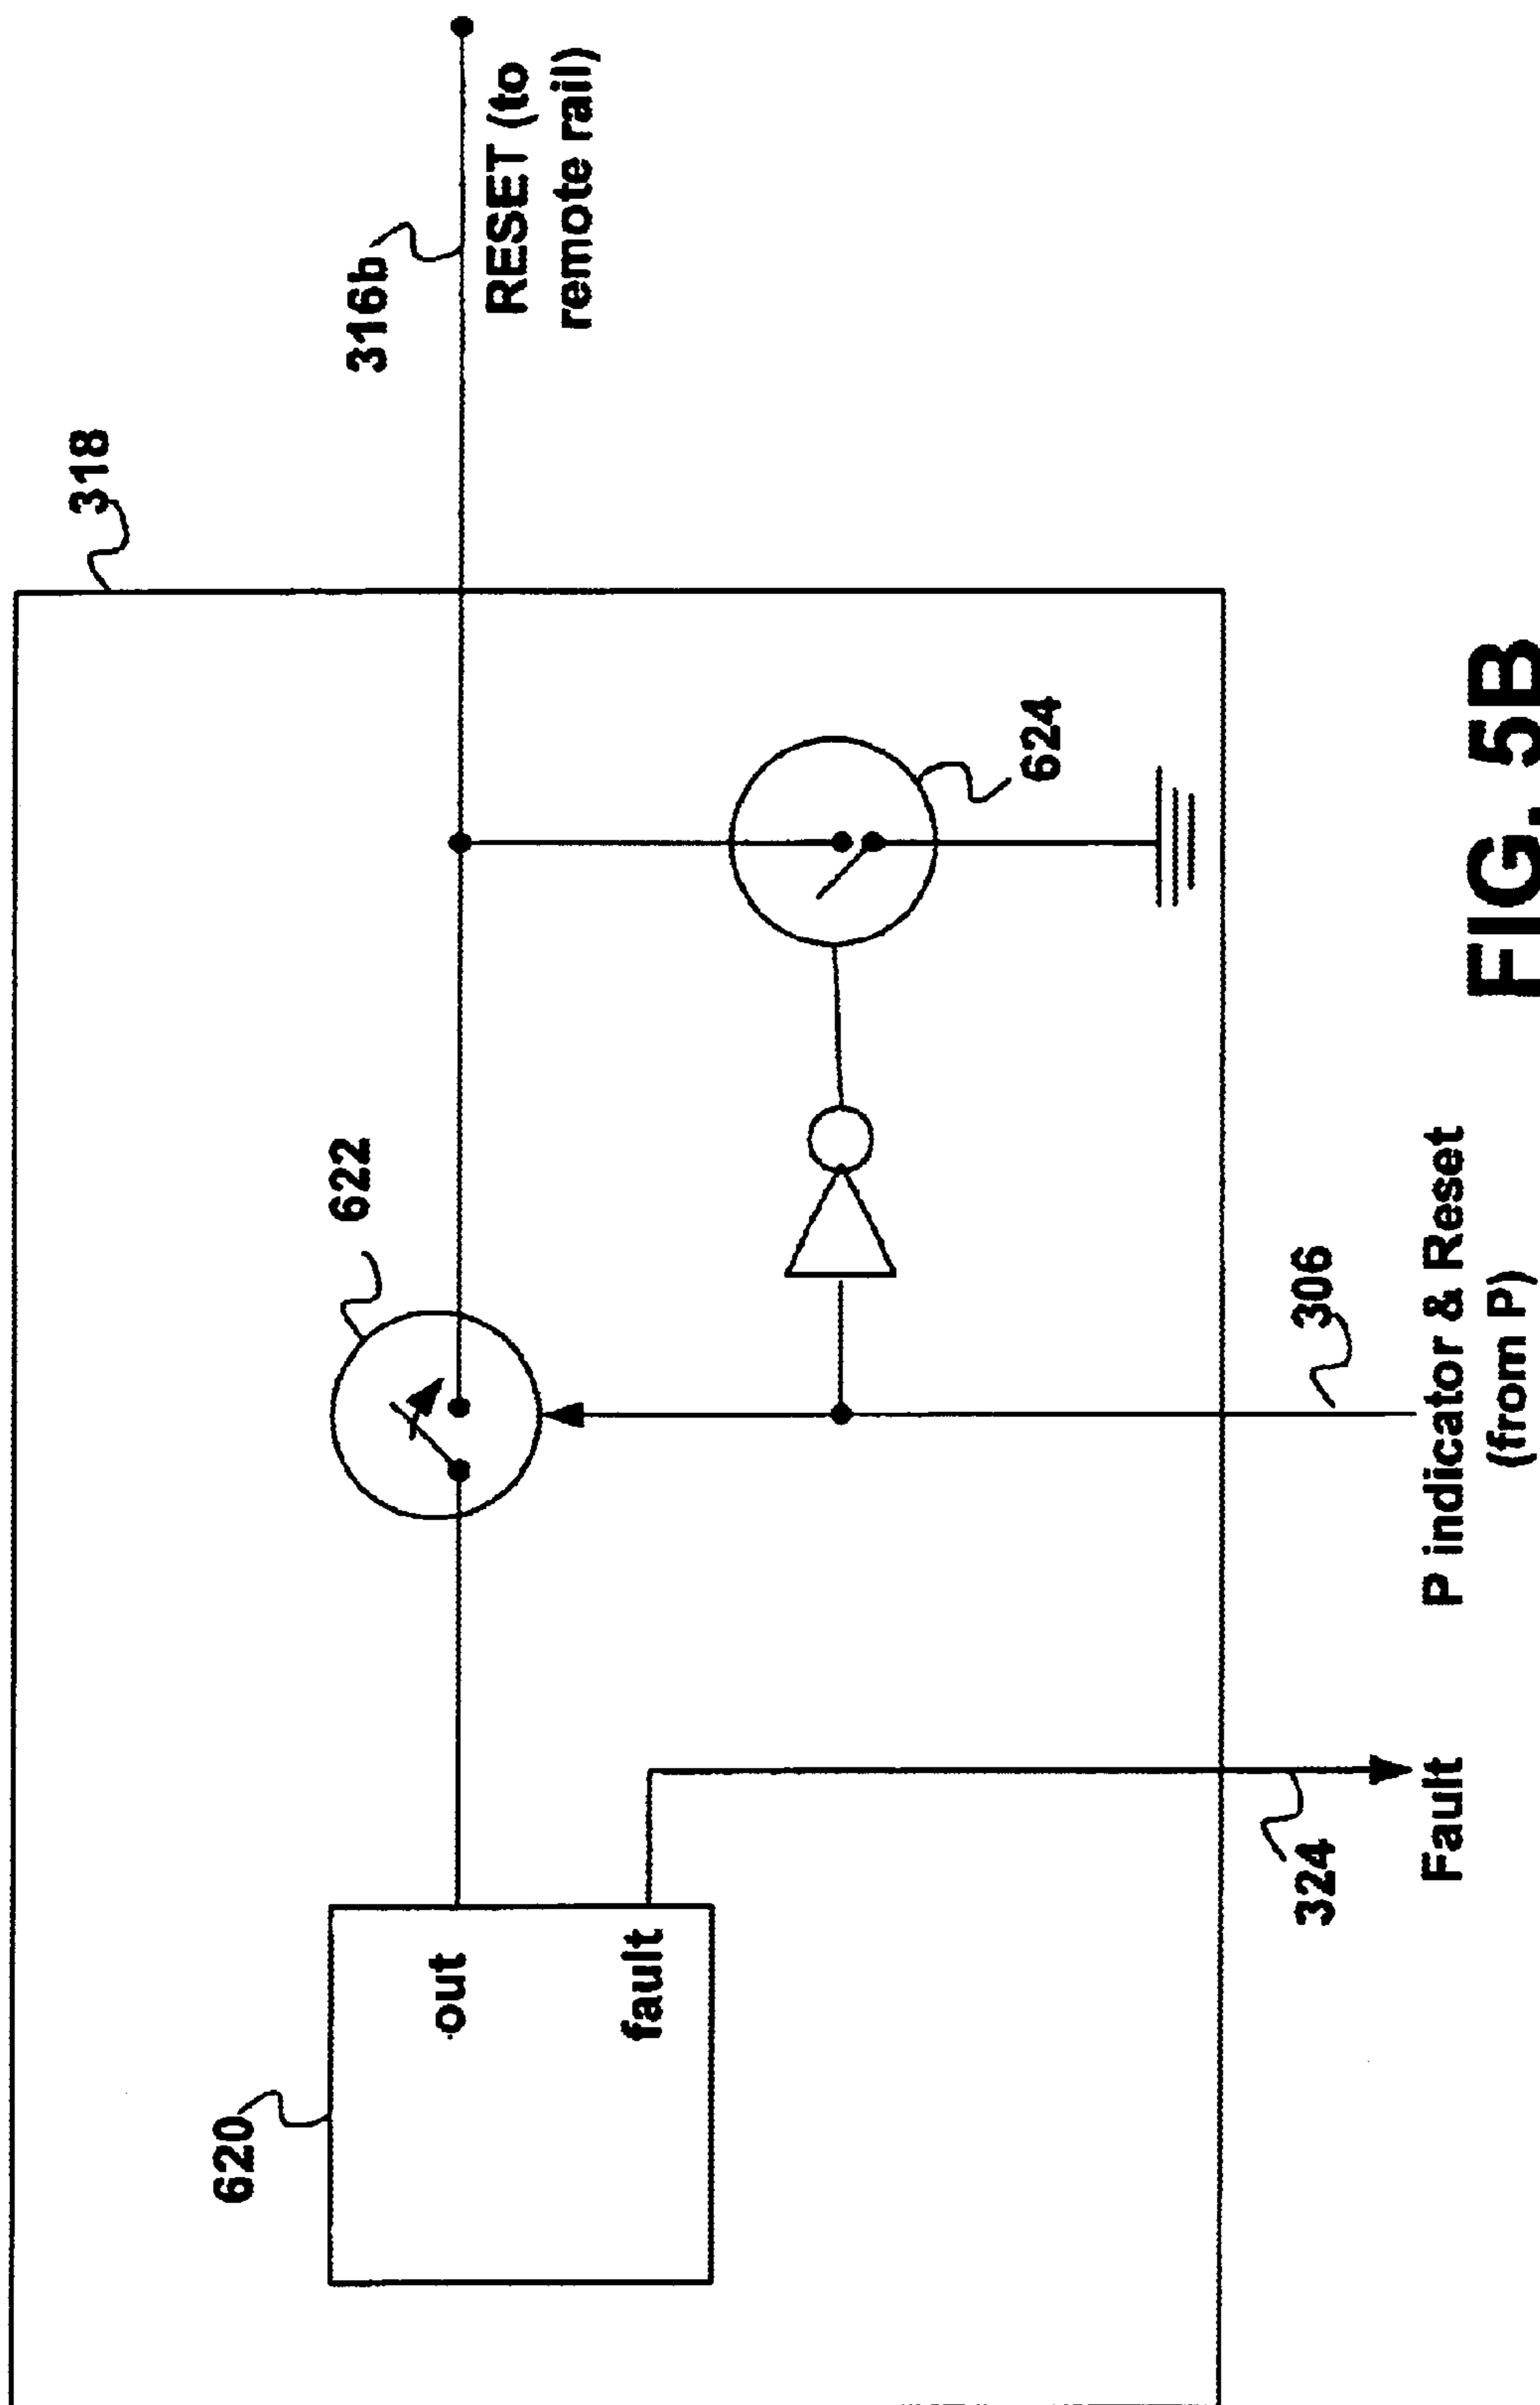 318
316b
RESET (to
remote rail)
622
624
620
out
fault
306
324
Fault
P indicator & Reset
(from P)
FIG. 5B